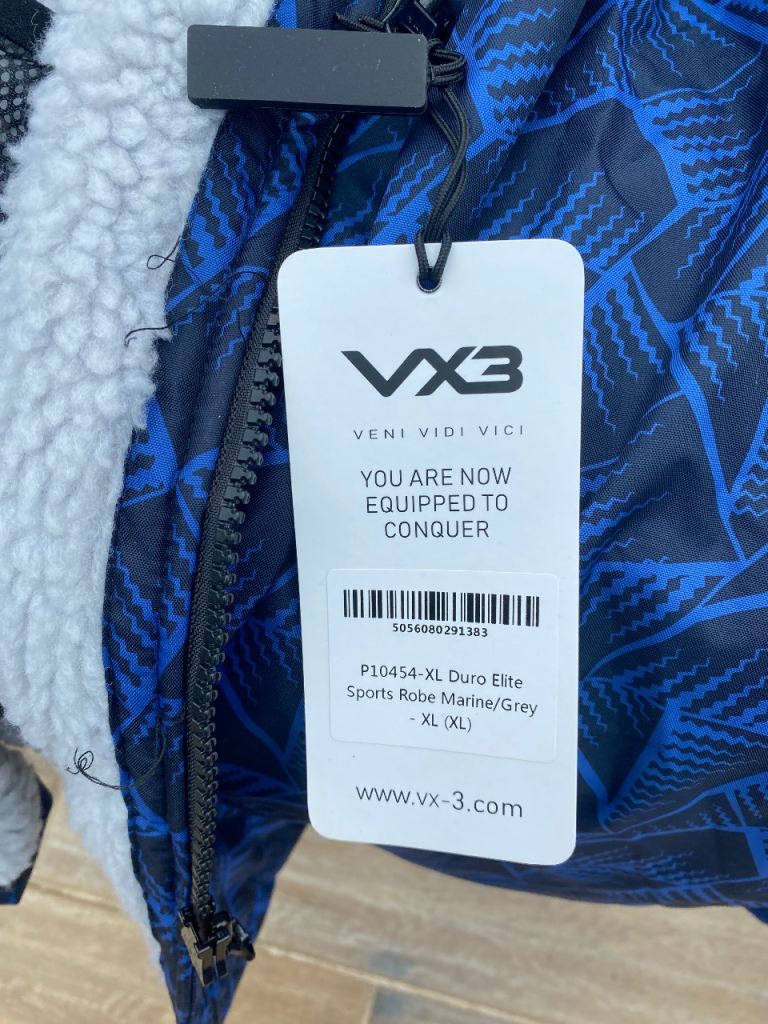 VX3
VENI VIDI VICI
YOU ARE NOW
EQUIPPED TO
CONQUER
5056080291383
P10454-XL Duro Elite
Sports Robe Marine/Grey
- XL (XL)
www.vx-3.com